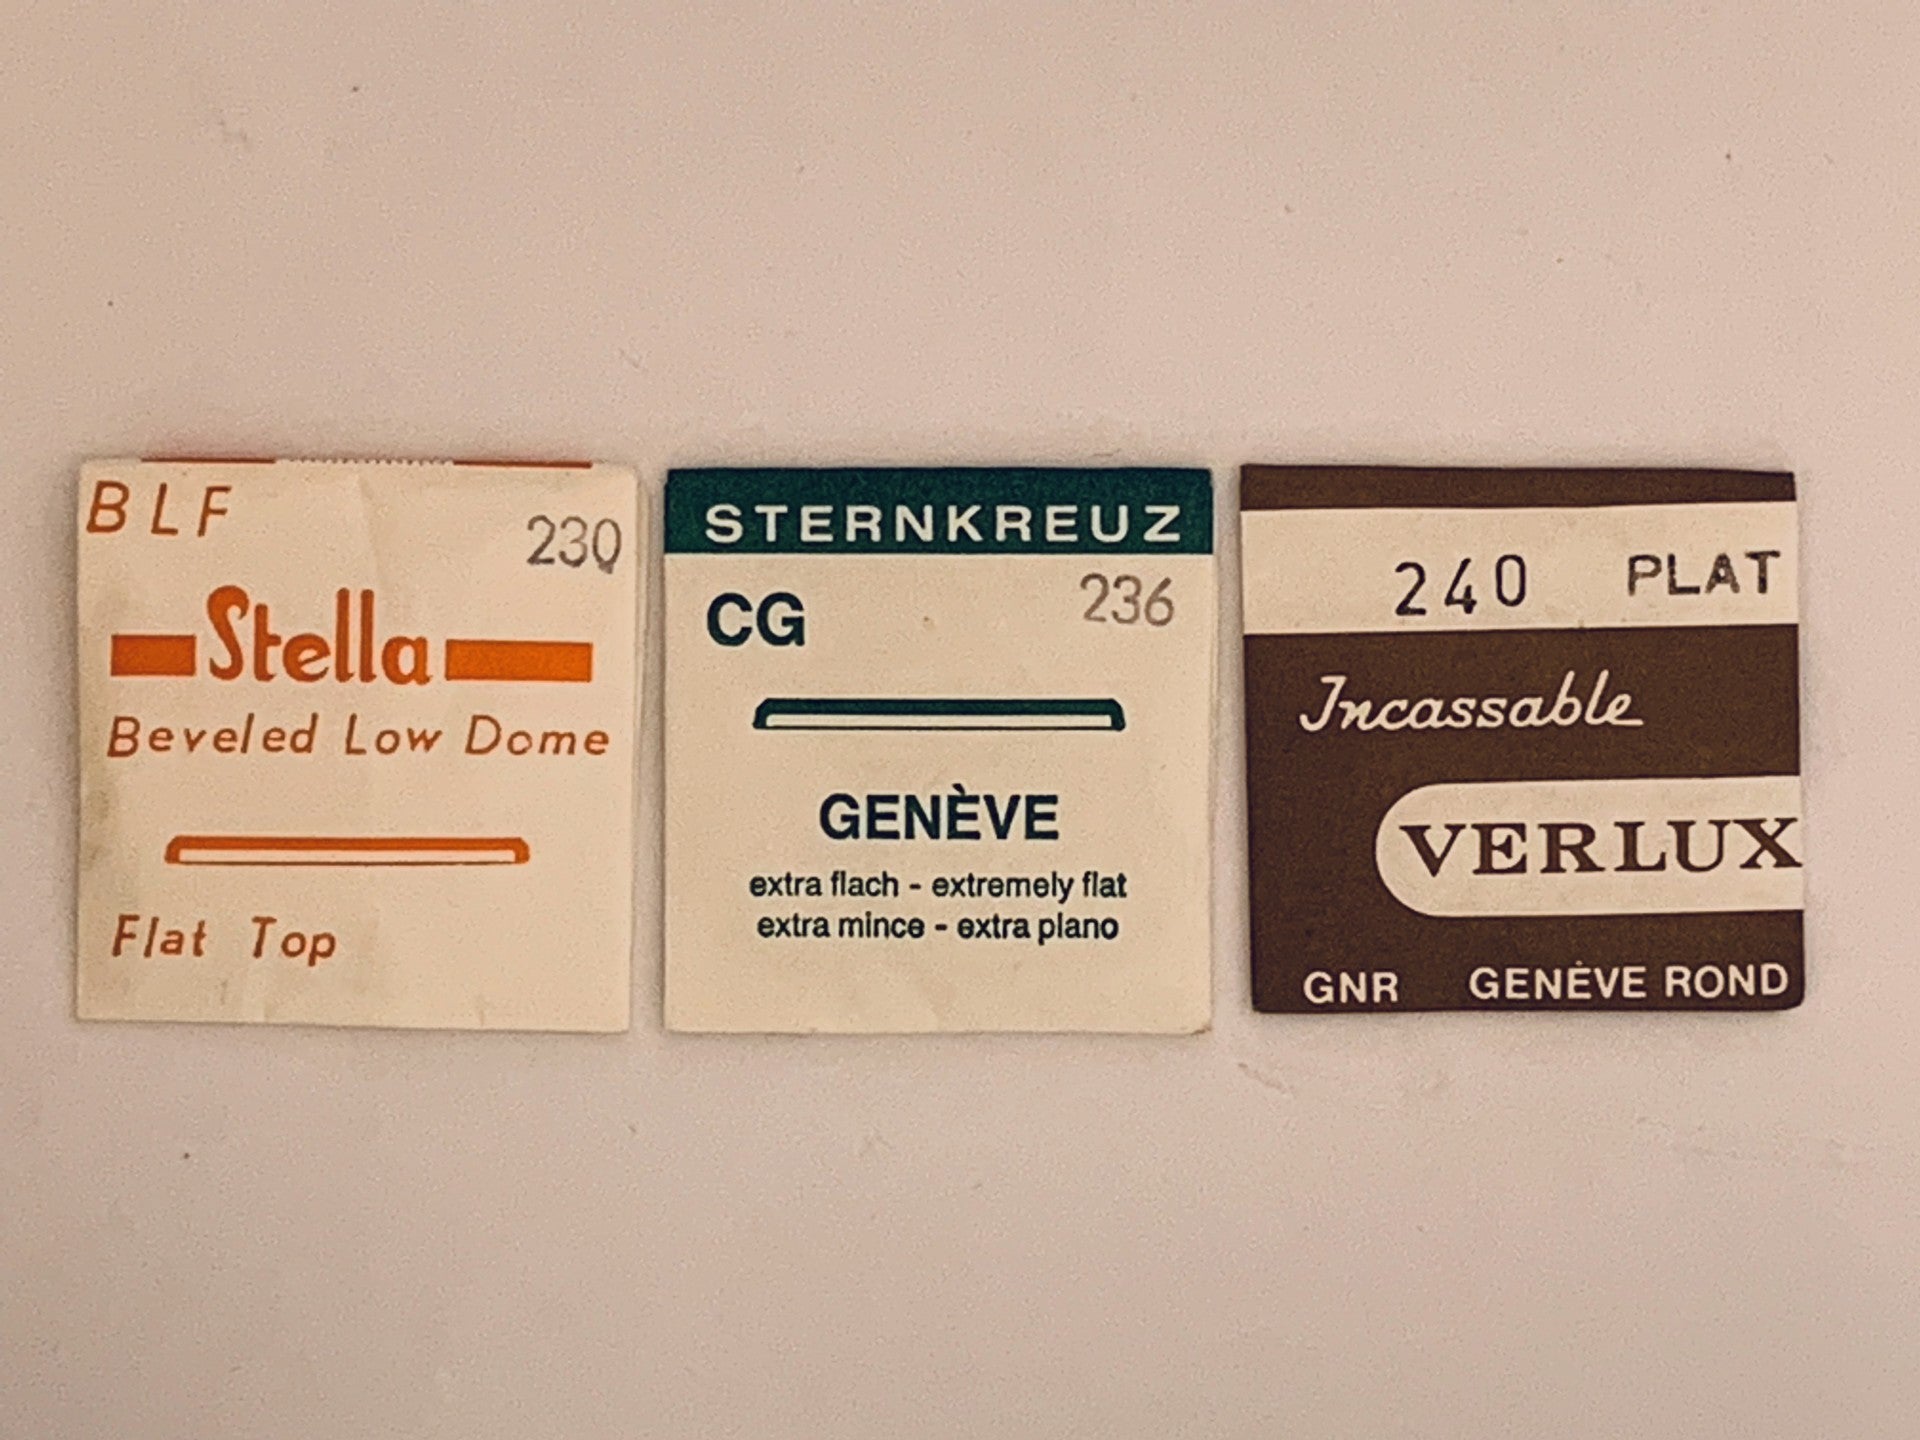 BLF
230
Stella
Beveled Low Dome
Flat Top
STERNKREUZ
CG 236
GENÈVE
extra flach - extremely flat
extra mince - extra plano
240 PLAT
Incassable
VERLUX
GNR GENÈVE ROND